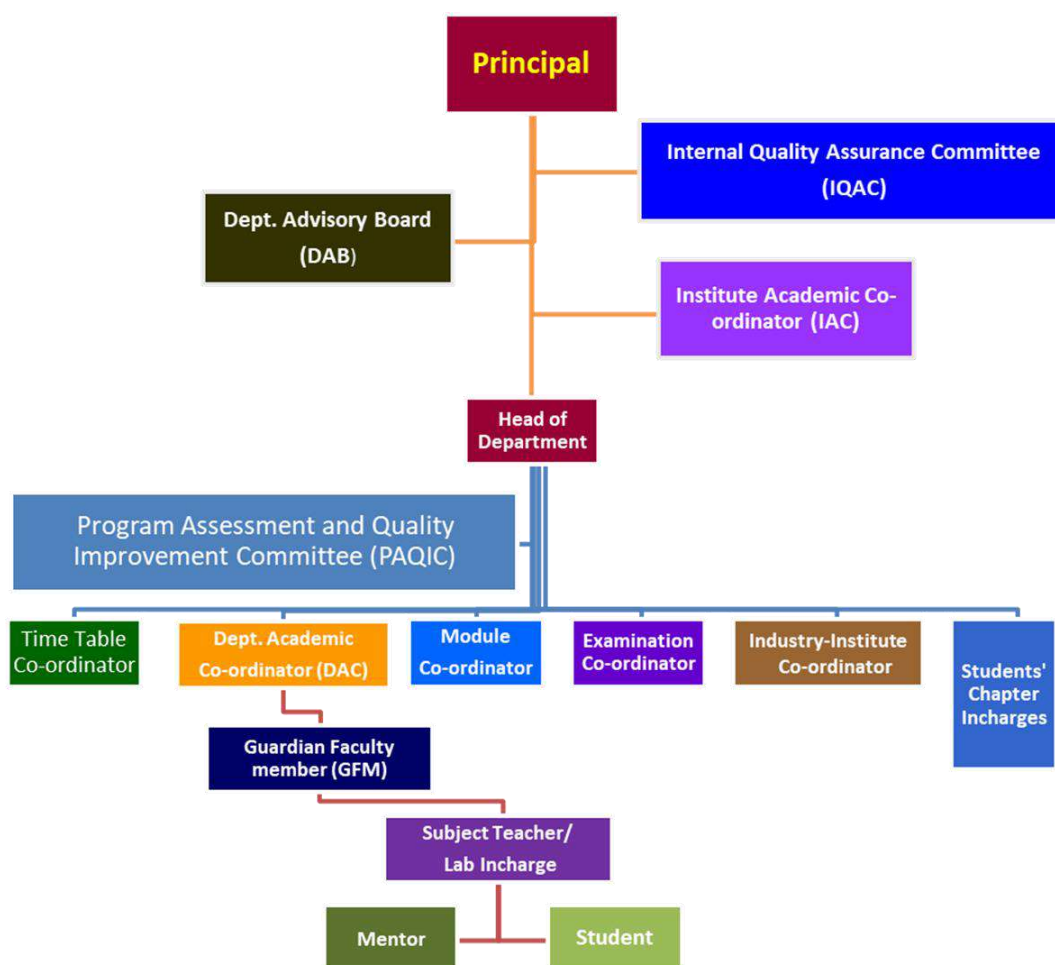 Principal
Internal Quality Assurance Committee
(IQAC)
Dept. Advisory Board
(DAB)
Institute Academic Co-
ordinator (IAC)
Head of
Department
Program Assessment and Quality
Improvement Committee (PAQIC)
Time Table
Co-ordinator
Dept. Academic
Co-ordinator (DAC)
Module
Co-ordinator
Examination
Co-ordinator
Industry-Institute
Co-ordinator
Students'
Chapter
Incharges
Guardian Faculty
member (GFM)
Subject Teacher/
Lab Incharge
Mentor
Student